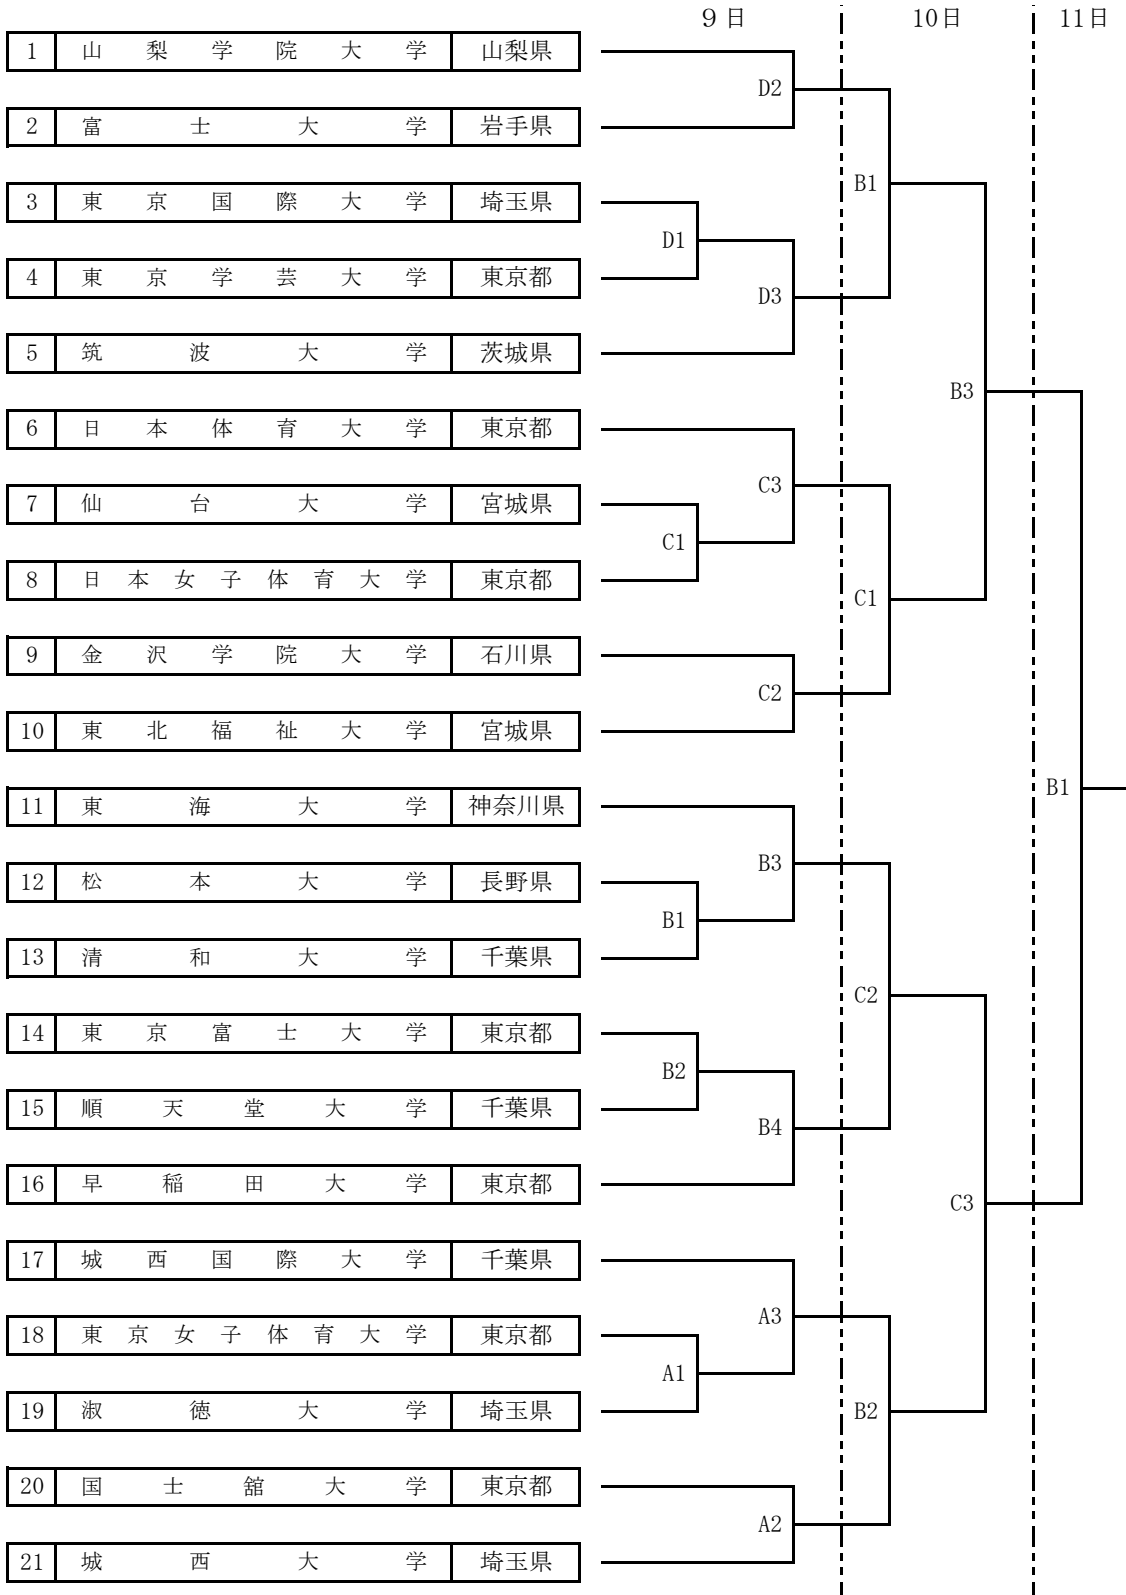 ９日 10日 11日
1 山梨学院大学 山梨県
D2
2 富士大学 岩手県
B1
3 東京国際大学 埼玉県
D1
4 東京学芸大学 東京都
D3
5 筑波大学 茨城県
B3
6 日本体育大学 東京都
C3
7 仙台大学 宮城県
C1
8 日本女子体育大学 東京都
C1
9 金沢学院大学 石川県
C2
10 東北福祉大学 宮城県
B1
11 東海大学 神奈川県
B3
12 松本大学 長野県
B1
13 清和大学 千葉県
C2
14 東京富士大学 東京都
B2
15 順天堂大学 千葉県
B4
16 早稲田大学 東京都
C3
17 城西国際大学 千葉県
A3
18 東京女子体育大学 東京都
A1
19 淑徳大学 埼玉県
B2
20 国士舘大学 東京都
A2
21 城西大学 埼玉県